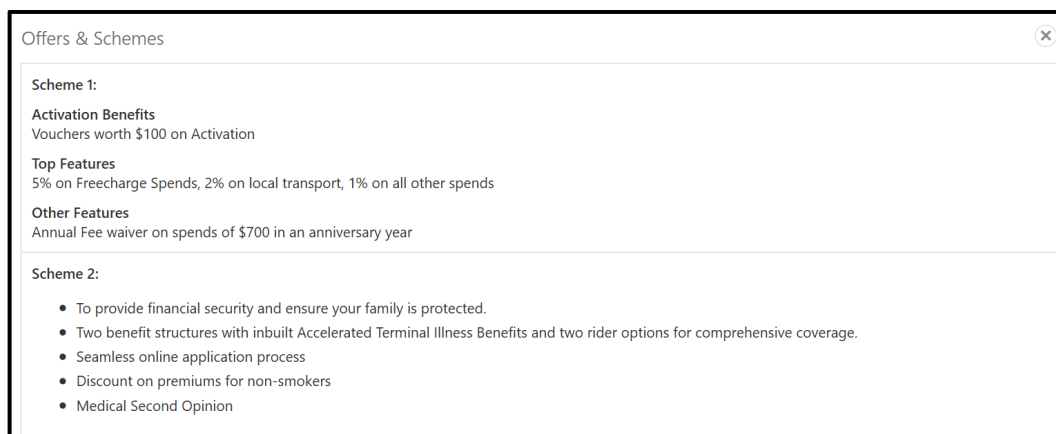 Offers & Schemes
Scheme 1:
Activation Benefits
Vouchers worth $100 on Activation
Top Features
5% on Freecharge Spends, 2% on local transport, 1% on all other spends
Other Features
Annual Fee waiver on spends of $700 in an anniversary year
Scheme 2:
• To provide financial security and ensure your family is protected.
• Two benefit structures with inbuilt Accelerated Terminal Illness Benefits and two rider options for comprehensive coverage.
• Seamless online application process
• Discount on premiums for non-smokers
• Medical Second Opinion